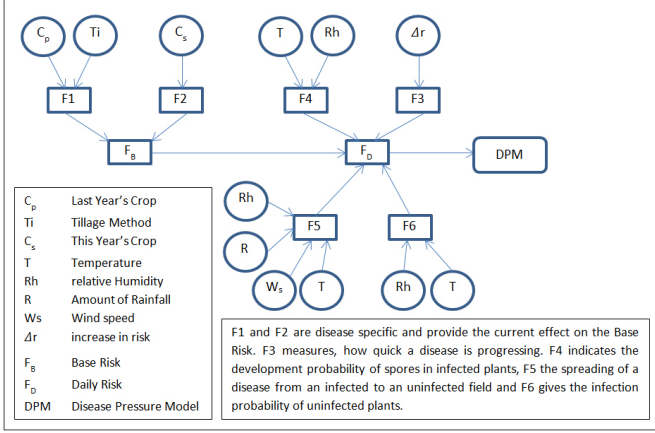 Cp Ti Cs T Rh Δr
F1 F2 F4 F3
FB FD DPM
Rh
F5 F6
R
Ws T Rh T
Cp Last Year's Crop
Ti Tillage Method
Cs This Year's Crop
T Temperature
Rh relative Humidity
R Amount of Rainfall
Ws Wind speed
Δr increase in risk
FB Base Risk
FD Daily Risk
DPM Disease Pressure Model
F1 and F2 are disease specific and provide the current effect on the Base
Risk. F3 measures, how quick a disease is progressing. F4 indicates the
development probability of spores in infected plants, F5 the spreading of a
disease from an infected to an uninfected field and F6 gives the infection
probability of uninfected plants.